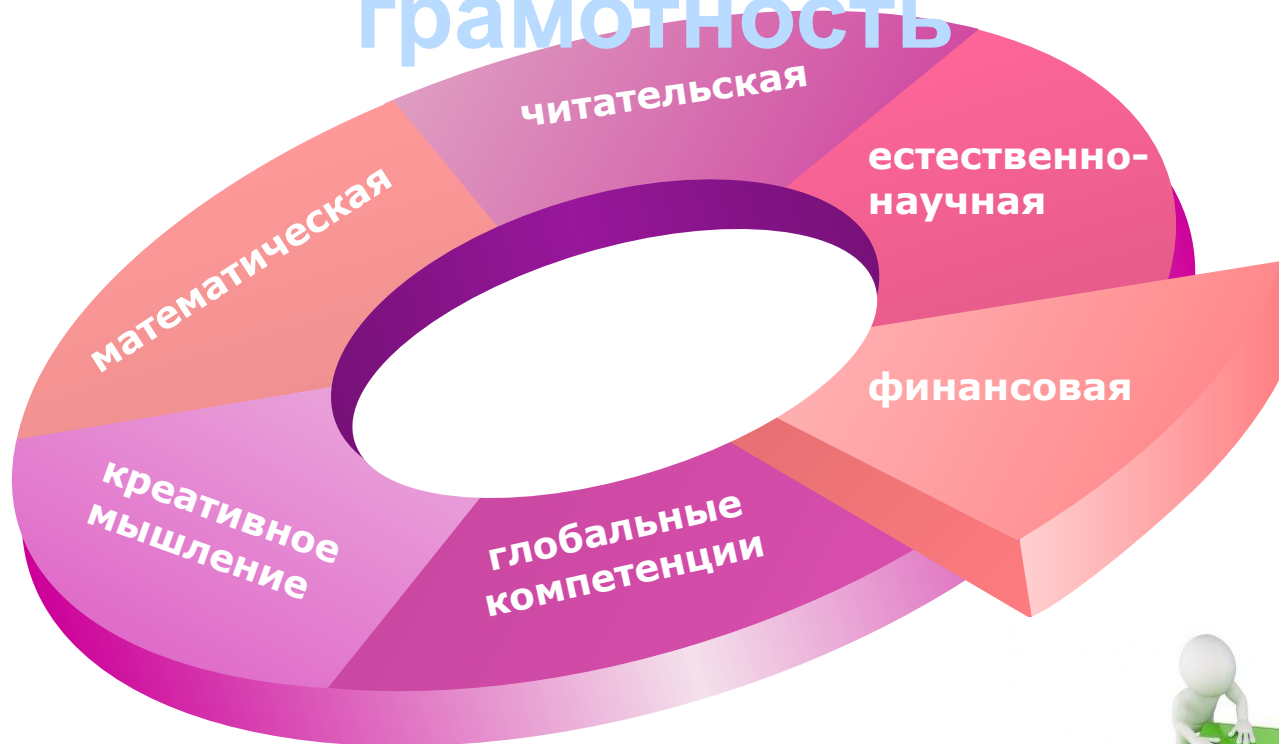 грамотность
читательская
естественно-
научная
математическая
финансовая
креативное
мышление
глобальные
компетенции